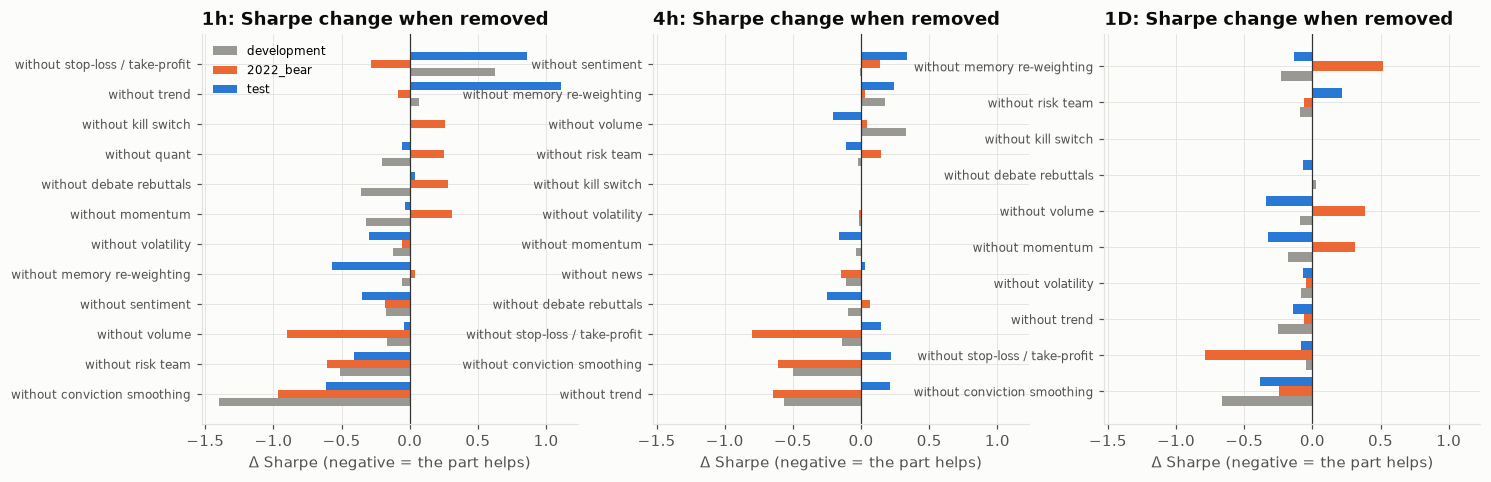 1h: Sharpe change when removed
development
2022_bear
test
without stop-loss / take-profit
without trend
without kill switch
without quant
without debate rebuttals
without momentum
without volatility
without memory re-weighting
without sentiment
without volume
without risk team
without conviction smoothing
−1.5 −1.0 −0.5 0.0 0.5 1.0
Δ Sharpe (negative = the part helps)
4h: Sharpe change when removed
without sentiment
without memory re-weighting
without volume
without risk team
without kill switch
without volatility
without momentum
without news
without debate rebuttals
without stop-loss / take-profit
without conviction smoothing
without trend
−1.5 −1.0 −0.5 0.0 0.5 1.0
Δ Sharpe (negative = the part helps)
1D: Sharpe change when removed
without memory re-weighting
without risk team
without kill switch
without debate rebuttals
without volume
without momentum
without volatility
without trend
without stop-loss / take-profit
without conviction smoothing
−1.5 −1.0 −0.5 0.0 0.5 1.0
Δ Sharpe (negative = the part helps)